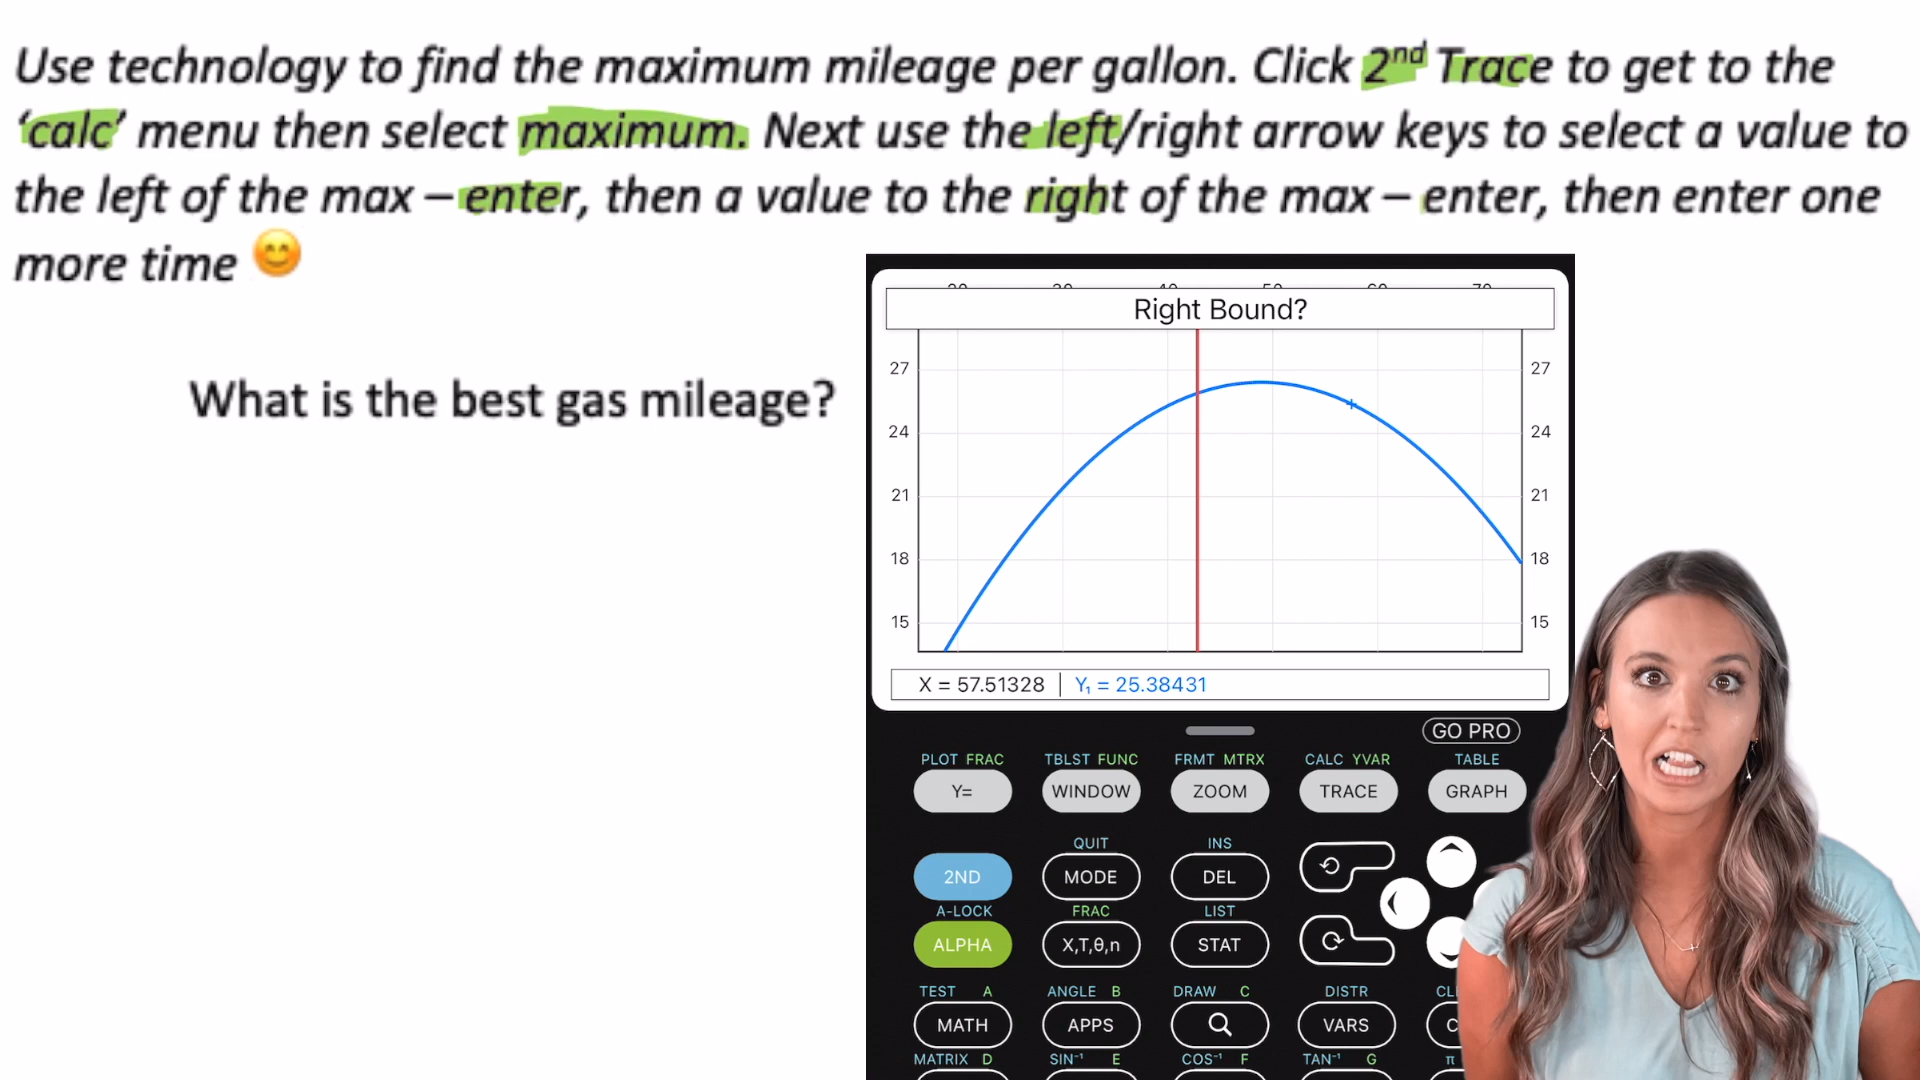 Use technology to find the maximum mileage per gallon. Click 2nd Trace to get to the
‘calc’ menu then select maximum. Next use the left/right arrow keys to select a value to
the left of the max – enter, then a value to the right of the max – enter, then enter one
more time 😊
What is the best gas mileage?
Right Bound?
27 27
24 24
21 21
18 18
15 15
X = 57.51328 | Y₁ = 25.38431
GO PRO
PLOT FRAC TBLST FUNC FRMT MTRX CALC YVAR TABLE
Y= WINDOW ZOOM TRACE GRAPH
QUIT INS
2ND MODE DEL
A-LOCK FRAC LIST
ALPHA X,T,θ,n STAT
TEST A ANGLE B DRAW C DISTR
MATH APPS VARS
MATRIX D SIN⁻¹ E COS⁻¹ F TAN⁻¹ G π